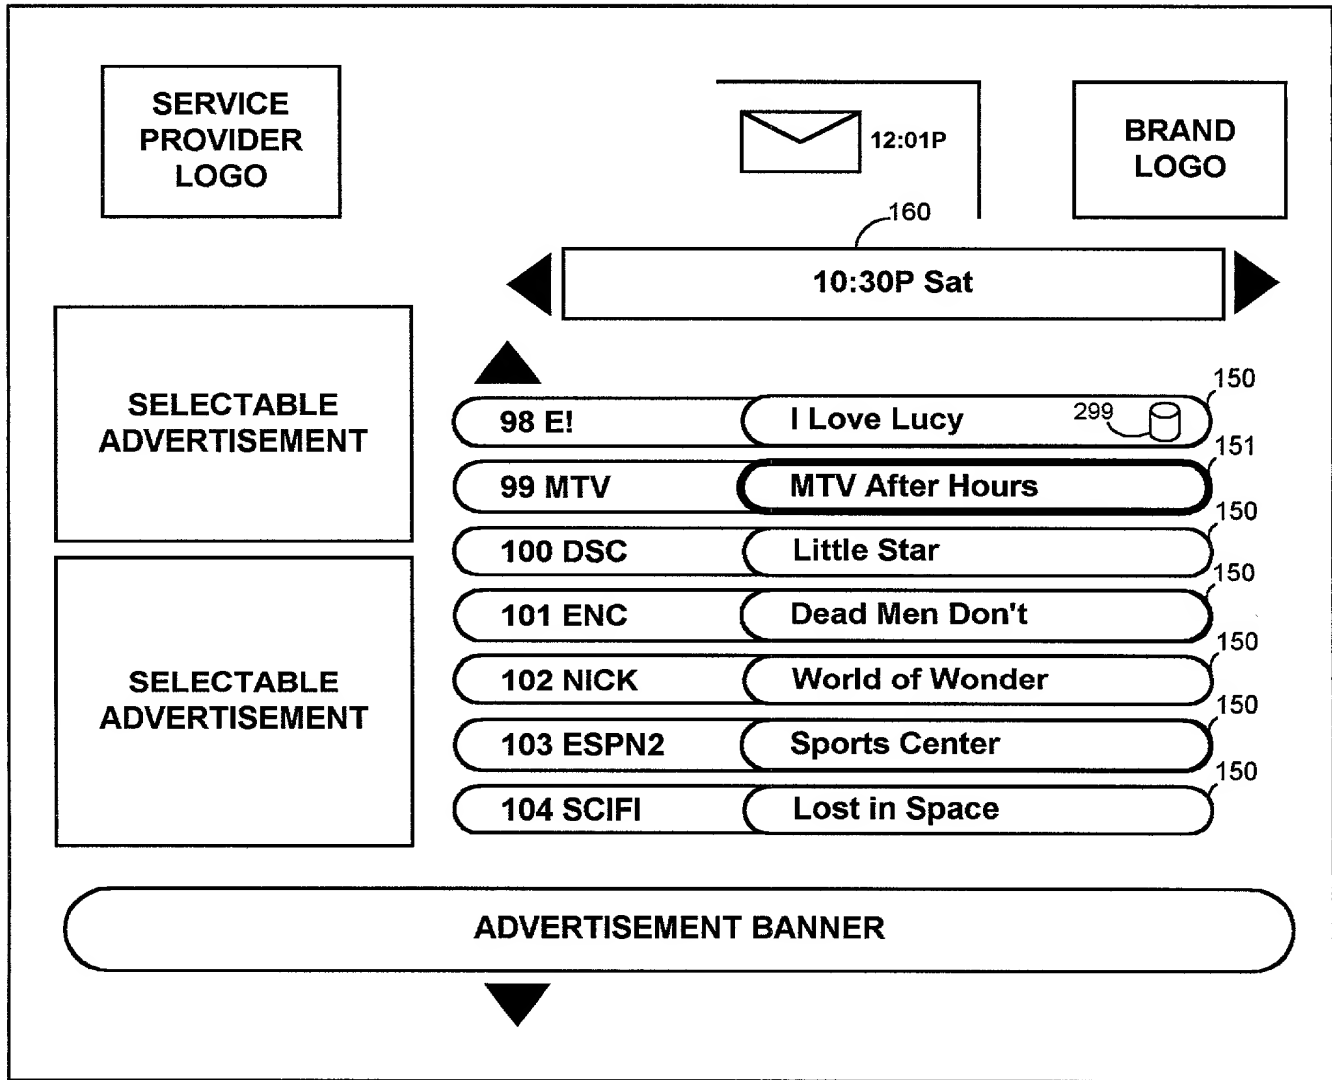 SERVICE
PROVIDER
LOGO
12:01P
BRAND
LOGO
160
10:30P Sat
SELECTABLE
ADVERTISEMENT
SELECTABLE
ADVERTISEMENT
150
98 E! I Love Lucy 299
151
99 MTV MTV After Hours
150
100 DSC Little Star
150
101 ENC Dead Men Don't
150
102 NICK World of Wonder
150
103 ESPN2 Sports Center
150
104 SCIFI Lost in Space
ADVERTISEMENT BANNER